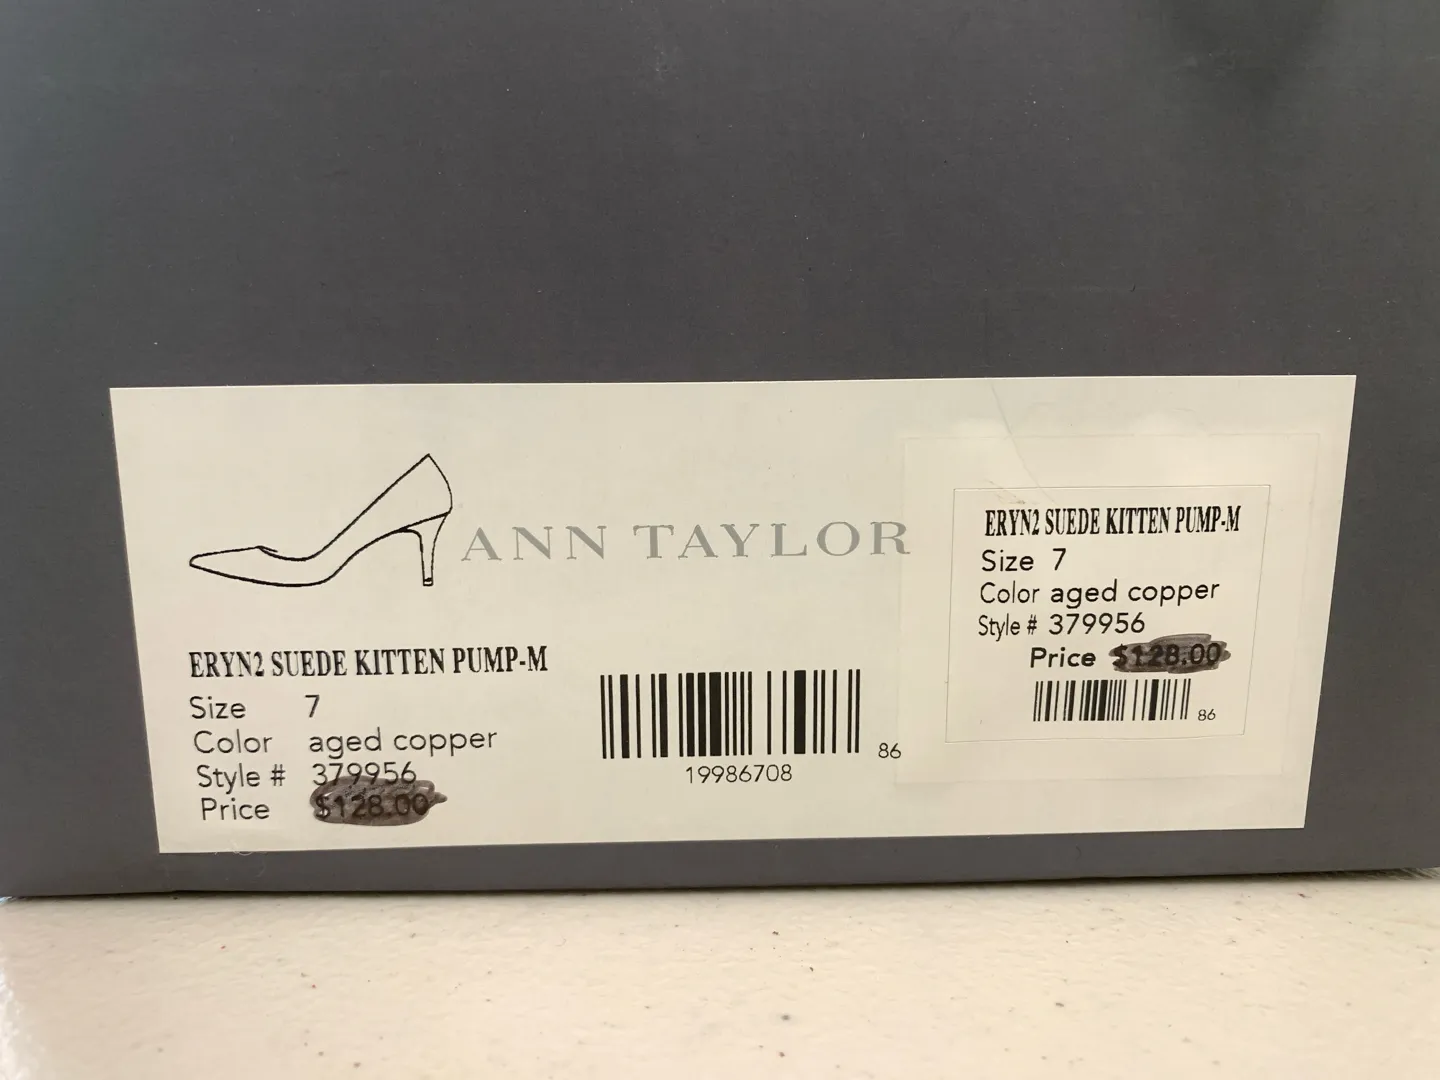 ANN TAYLOR
ERYN2 SUEDE KITTEN PUMP-M
Size 7
Color aged copper
Style # 379956
Price $128.00
19986708
86
ERYN2 SUEDE KITTEN PUMP-M
Size 7
Color aged copper
Style # 379956
Price $128.00
86